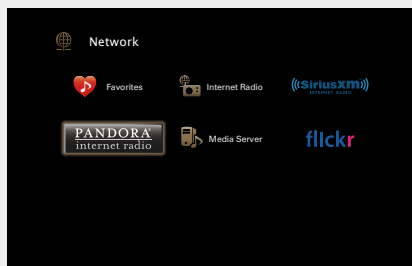 Network
Favorites
Internet Radio
((SiriusXM))
INTERNET RADIO
PANDORA®
internet radio
Media Server
flickr